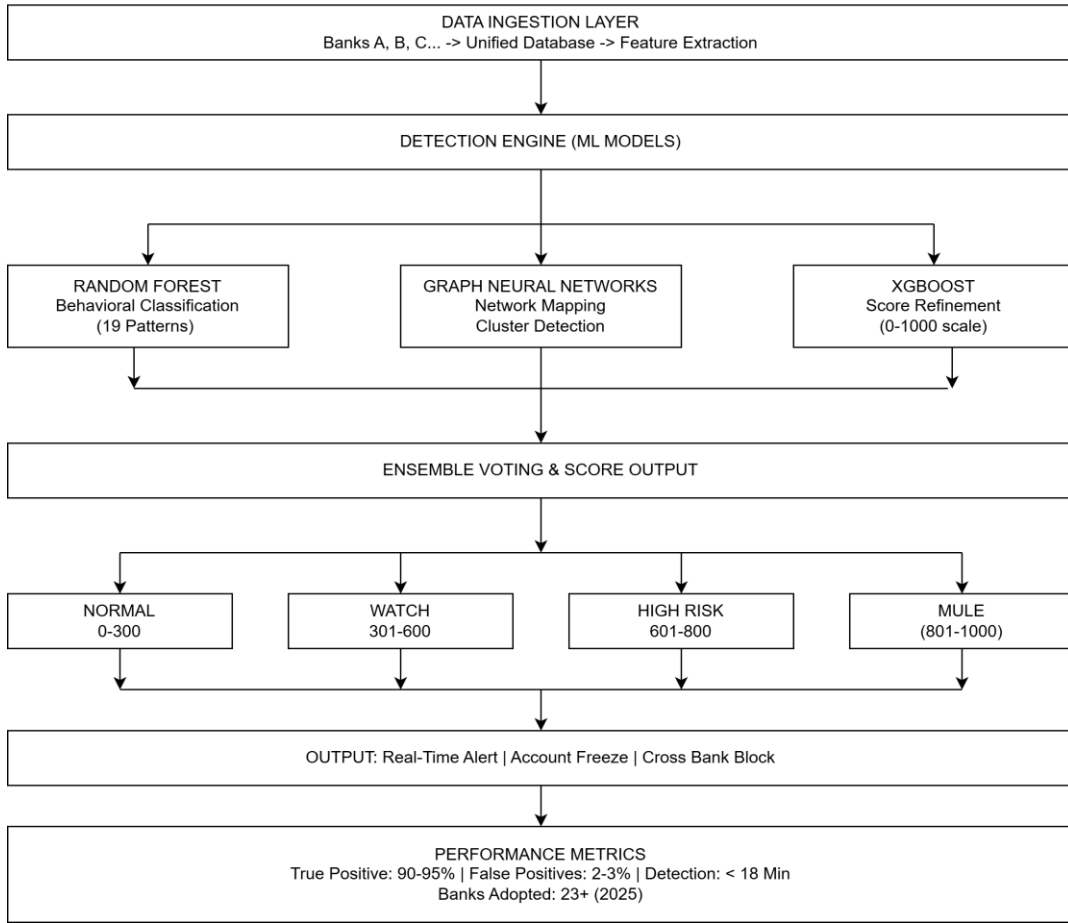 DATA INGESTION LAYER
Banks A, B, C... -> Unified Database -> Feature Extraction
DETECTION ENGINE (ML MODELS)
RANDOM FOREST
Behavioral Classification
(19 Patterns)
GRAPH NEURAL NETWORKS
Network Mapping
Cluster Detection
XGBOOST
Score Refinement
(0-1000 scale)
ENSEMBLE VOTING & SCORE OUTPUT
NORMAL
0-300
WATCH
301-600
HIGH RISK
601-800
MULE
(801-1000)
OUTPUT: Real-Time Alert | Account Freeze | Cross Bank Block
PERFORMANCE METRICS
True Positive: 90-95% | False Positives: 2-3% | Detection: < 18 Min
Banks Adopted: 23+ (2025)